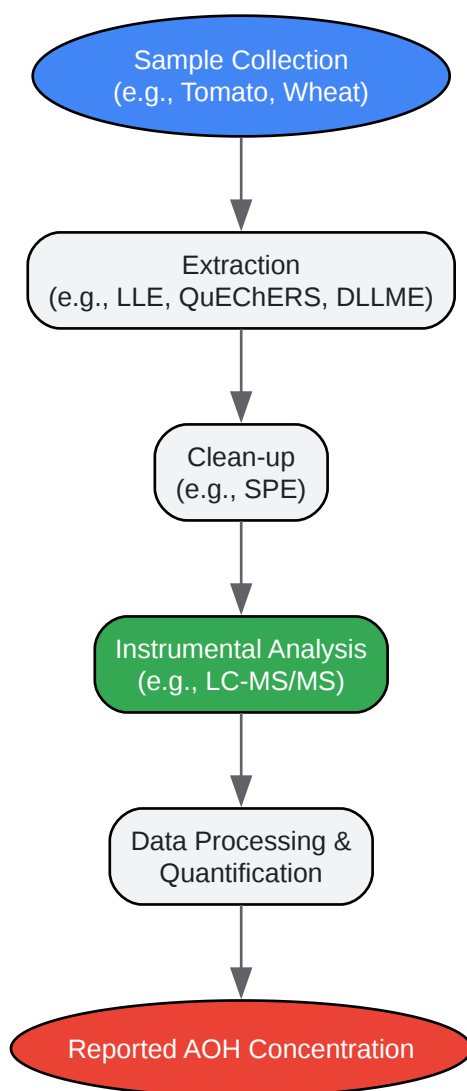 Sample Collection
(e.g., Tomato, Wheat)
Extraction
(e.g., LLE, QuEChERS, DLLME)
Clean-up
(e.g., SPE)
Instrumental Analysis
(e.g., LC-MS/MS)
Data Processing &
Quantification
Reported AOH Concentration